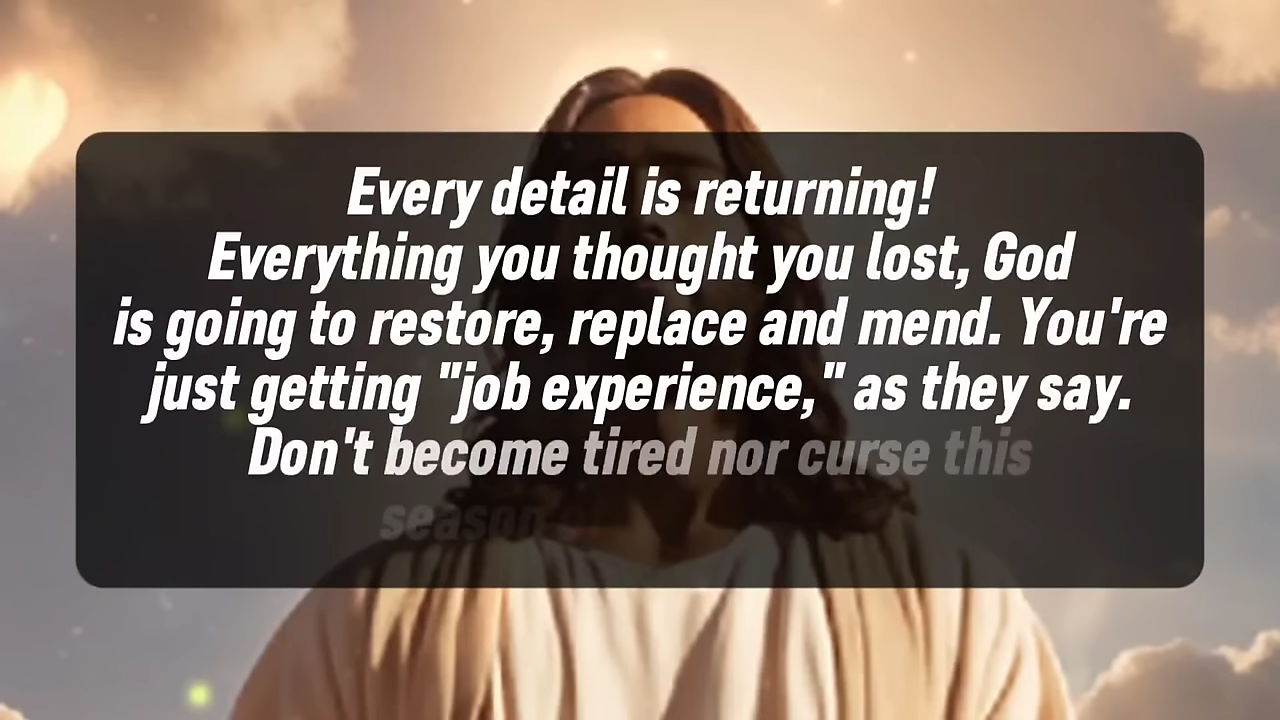 Every detail is returning!
Everything you thought you lost, God
is going to restore, replace and mend. You're
just getting "job experience," as they say.
Don't become tired nor curse this
season